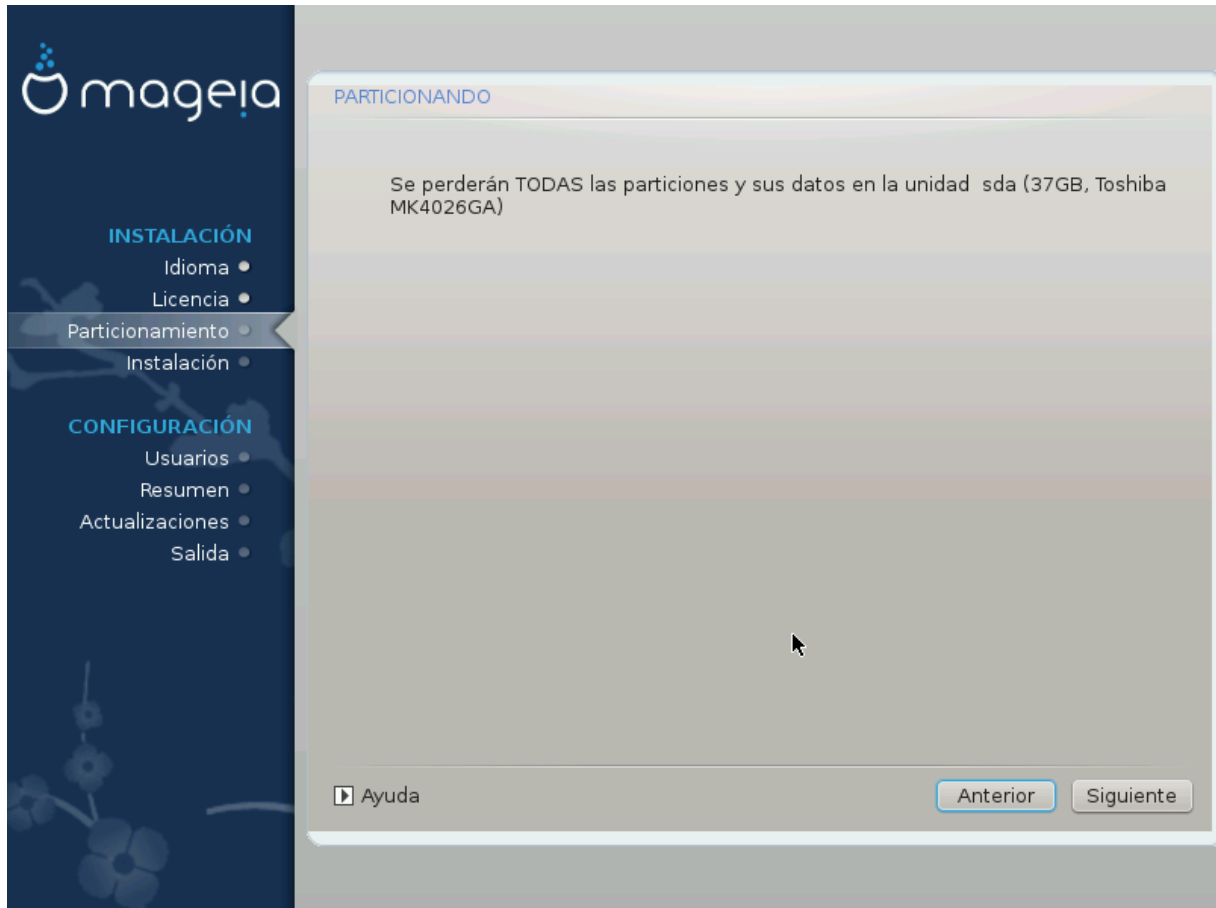 mageia
INSTALACIÓN
Idioma
Licencia
Particionamiento
Instalación
CONFIGURACIÓN
Usuarios
Resumen
Actualizaciones
Salida
PARTICIONANDO
Se perderán TODAS las particiones y sus datos en la unidad sda (37GB, Toshiba
MK4026GA)
Ayuda
Anterior
Siguiente